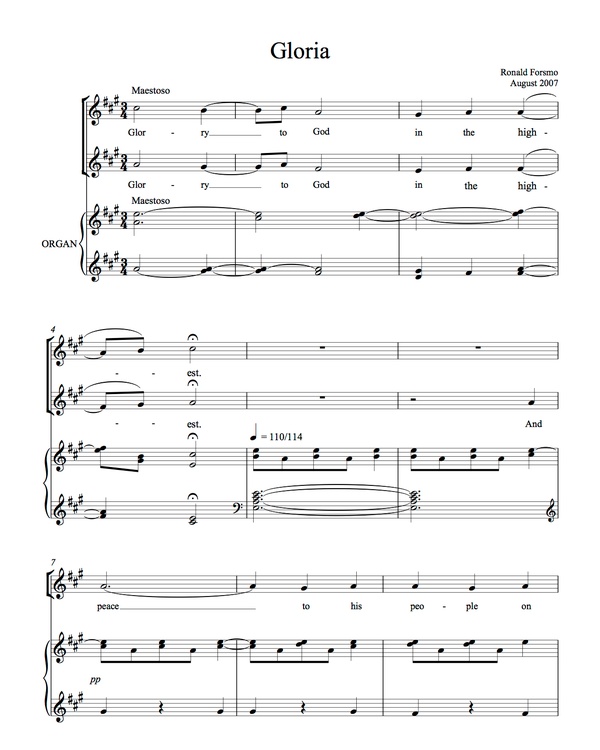 Gloria
Ronald Forsmo
August 2007
Maestoso
Glor - ry to God in the high -
Glor - ry to God in the high -
Maestoso
ORGAN
4
- - est.
- - est. And
= 110/114
7
peace to his peo - ple on
pp